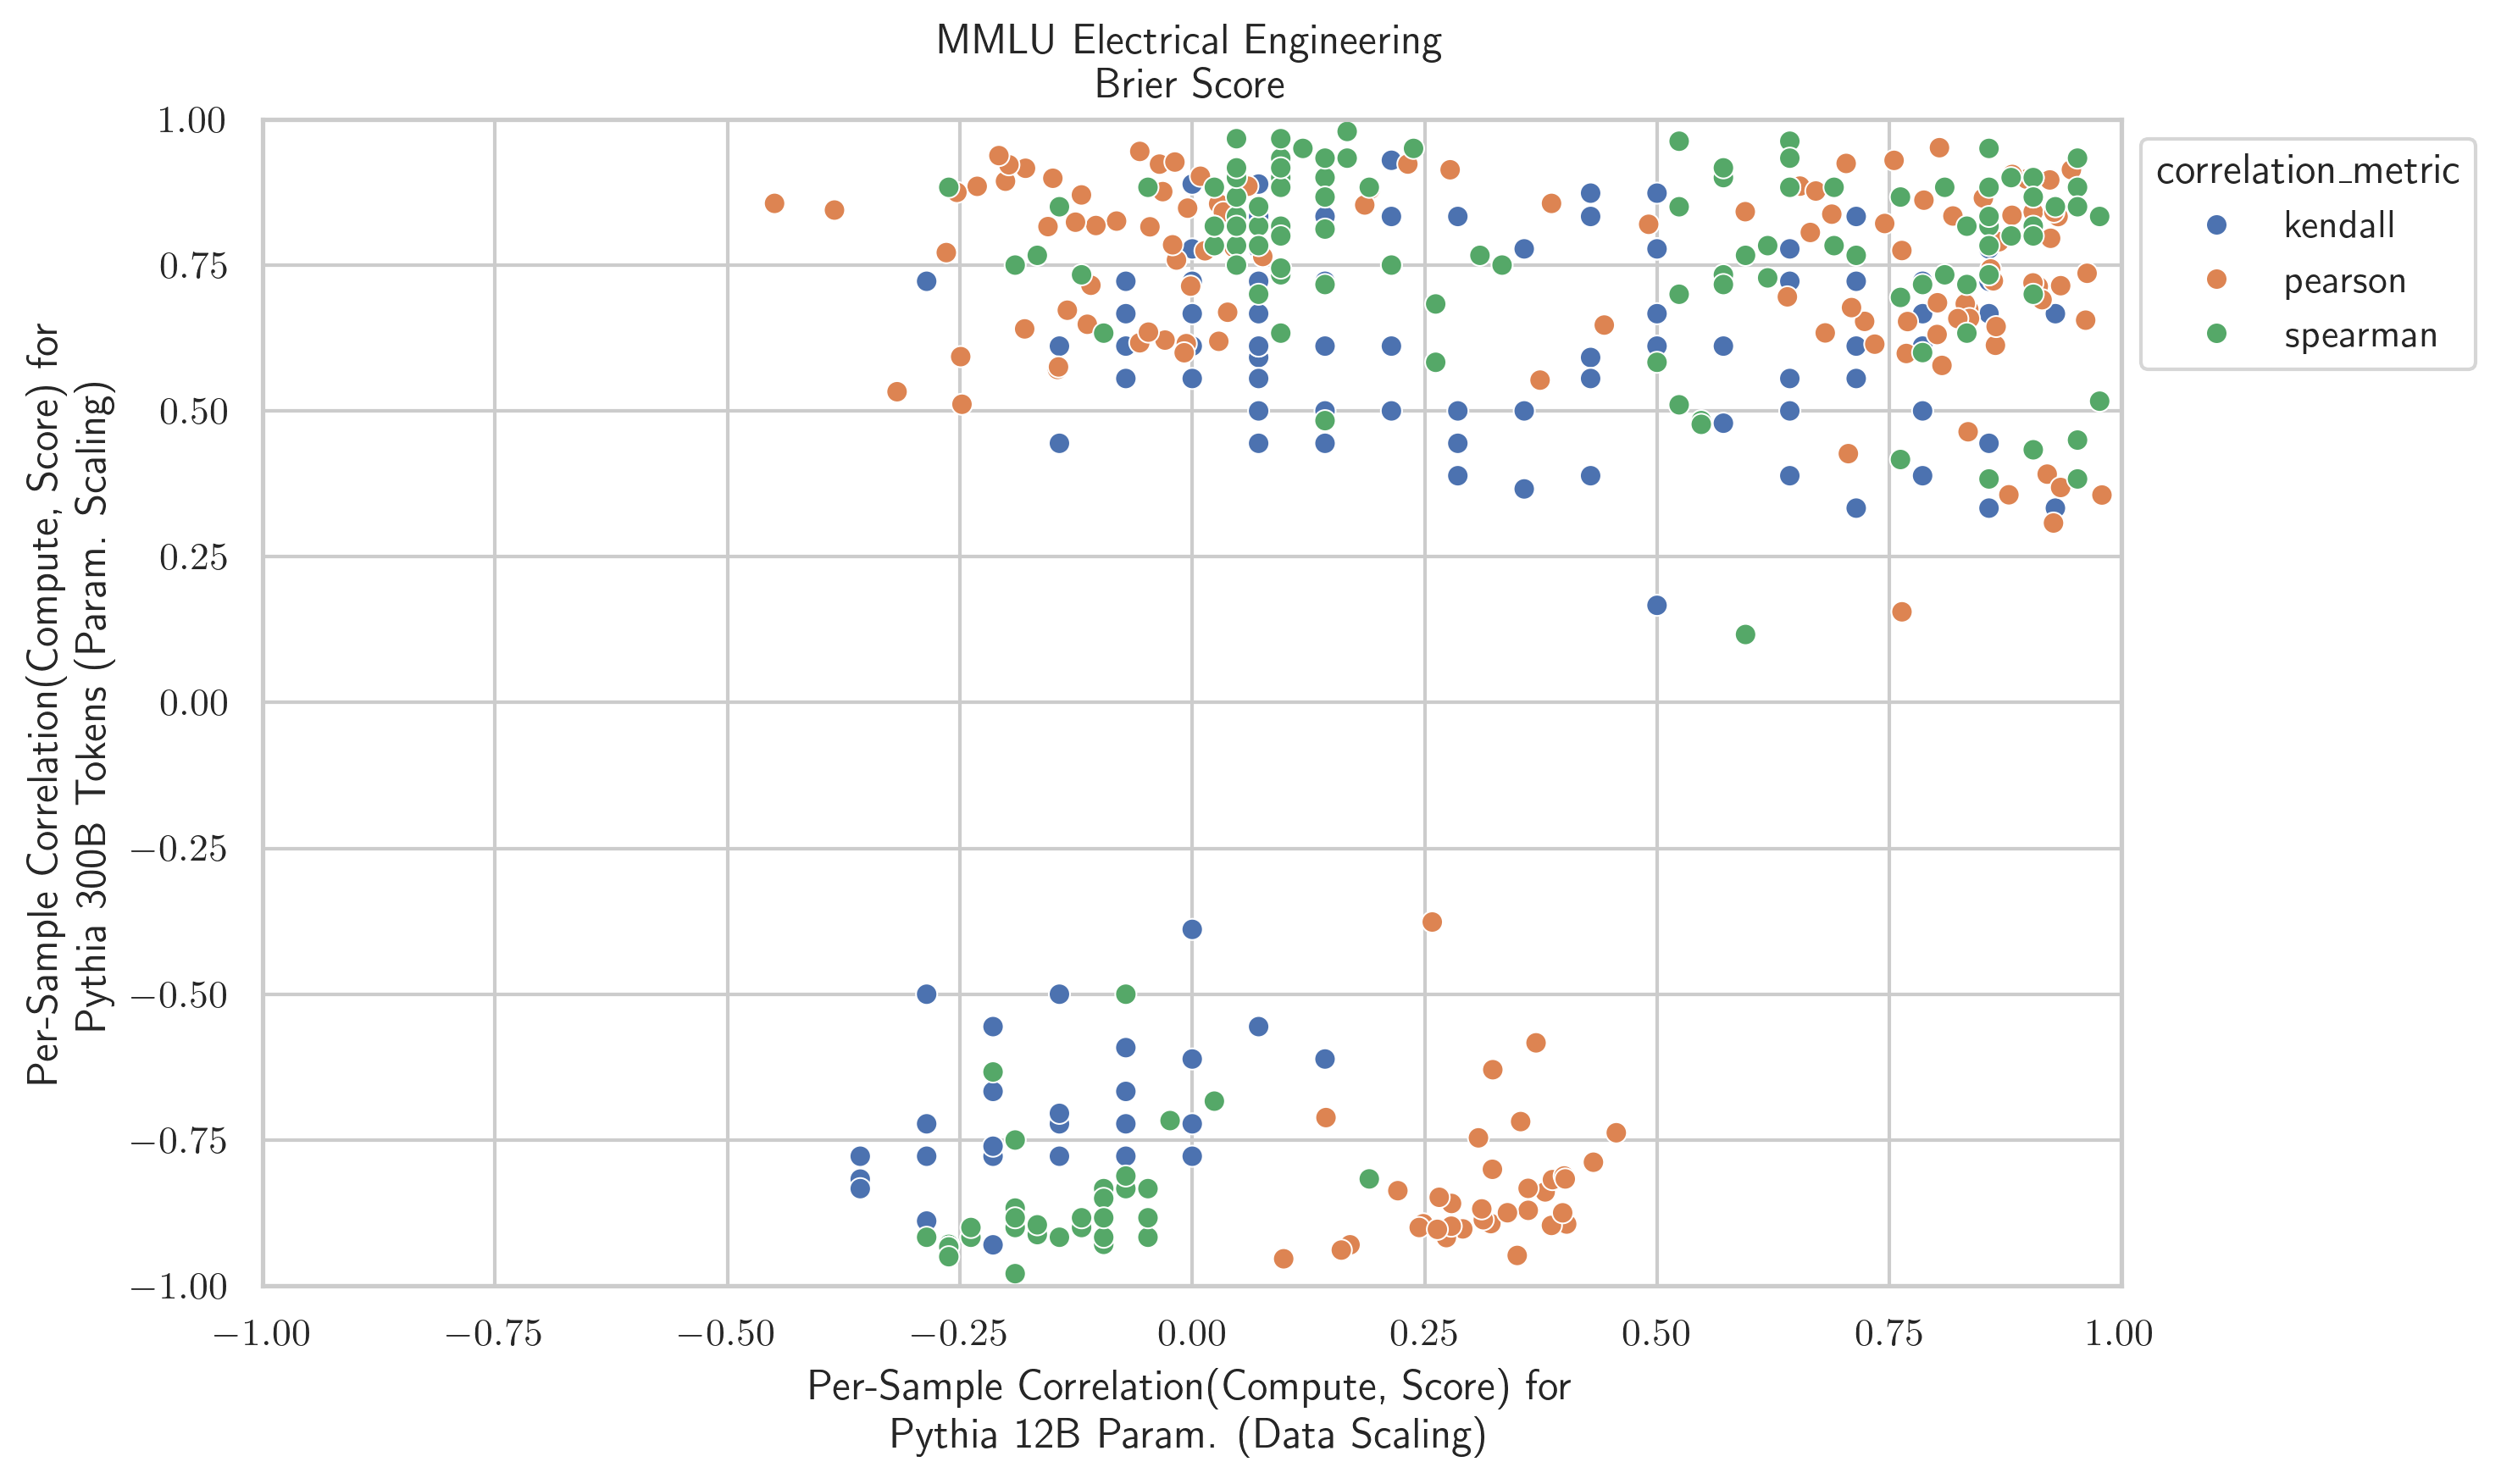 MMLU Electrical Engineering
Brier Score
Per-Sample Correlation(Compute, Score) for
Pythia 300B Tokens (Param. Scaling)
1.00
0.75
0.50
0.25
0.00
−0.25
−0.50
−0.75
−1.00
−1.00
−0.75
−0.50
−0.25
0.00
0.25
0.50
0.75
1.00
Per-Sample Correlation(Compute, Score) for
Pythia 12B Param. (Data Scaling)
correlation_metric
kendall
pearson
spearman